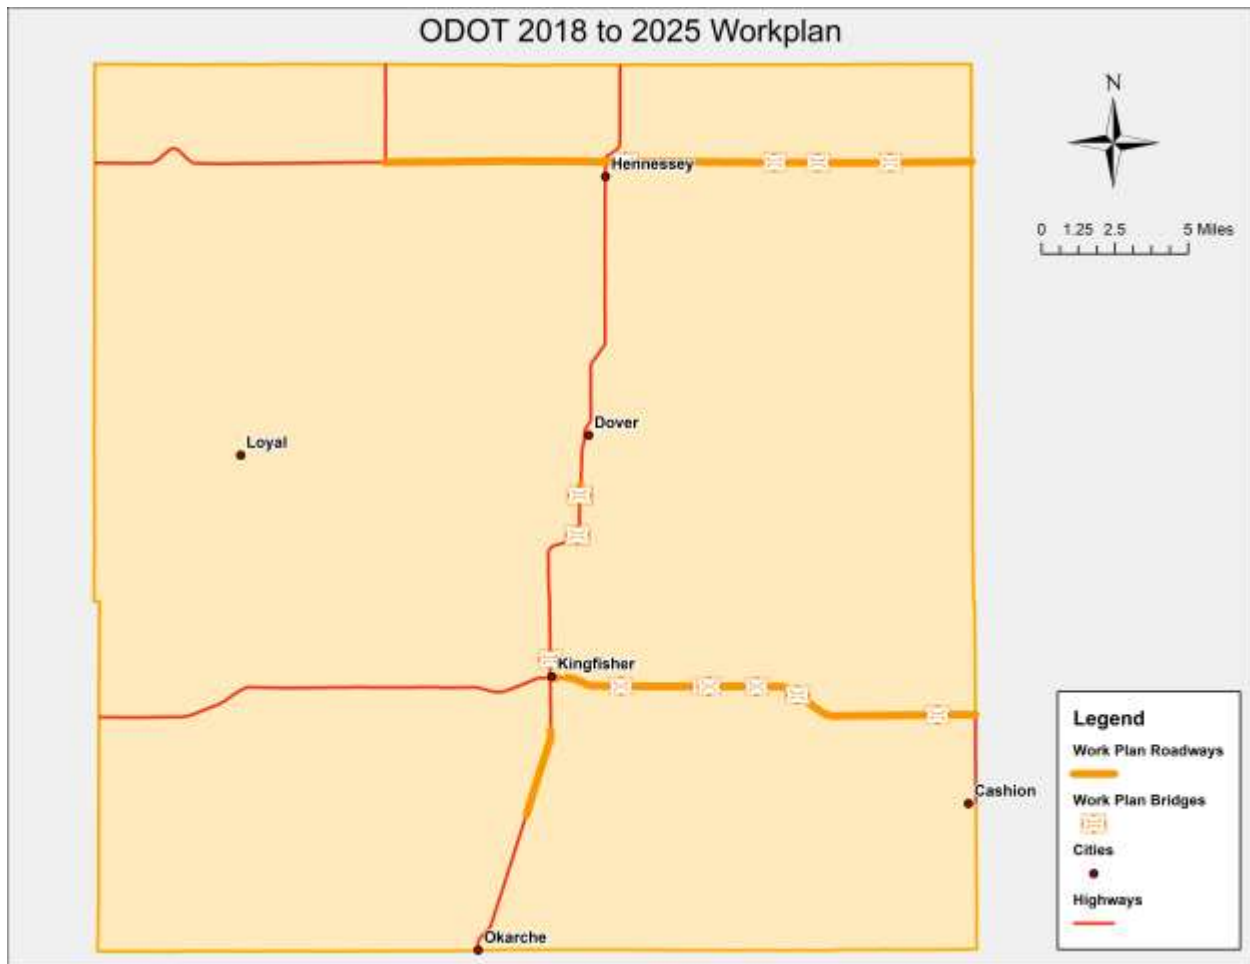 ODOT 2018 to 2025 Workplan
N
0 1.25 2.5 5 Miles
Hennessey
Dover
Loyal
Kingfisher
Cashion
Okarche
Legend
Work Plan Roadways
Work Plan Bridges
Cities
Highways